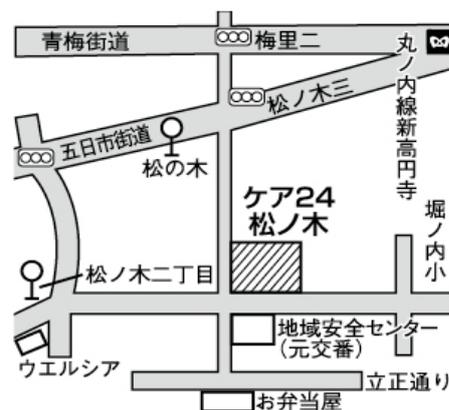 青梅街道
梅里二
丸ノ内線新高円寺
松ノ木三
五日市街道
松の木
ケア24
松ノ木
堀ノ内小
松ノ木二丁目
地域安全センター
(元交番)
ウエルシア
立正通り
お弁当屋